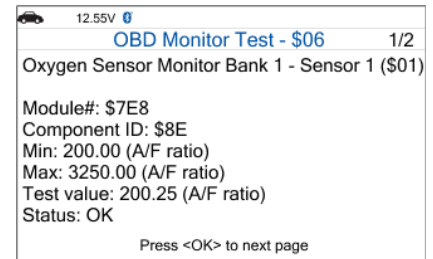 12.55V
OBD Monitor Test - $06 1/2
Oxygen Sensor Monitor Bank 1 - Sensor 1 ($01)
Module#: $7E8
Component ID: $8E
Min: 200.00 (A/F ratio)
Max: 3250.00 (A/F ratio)
Test value: 200.25 (A/F ratio)
Status: OK
Press <OK> to next page